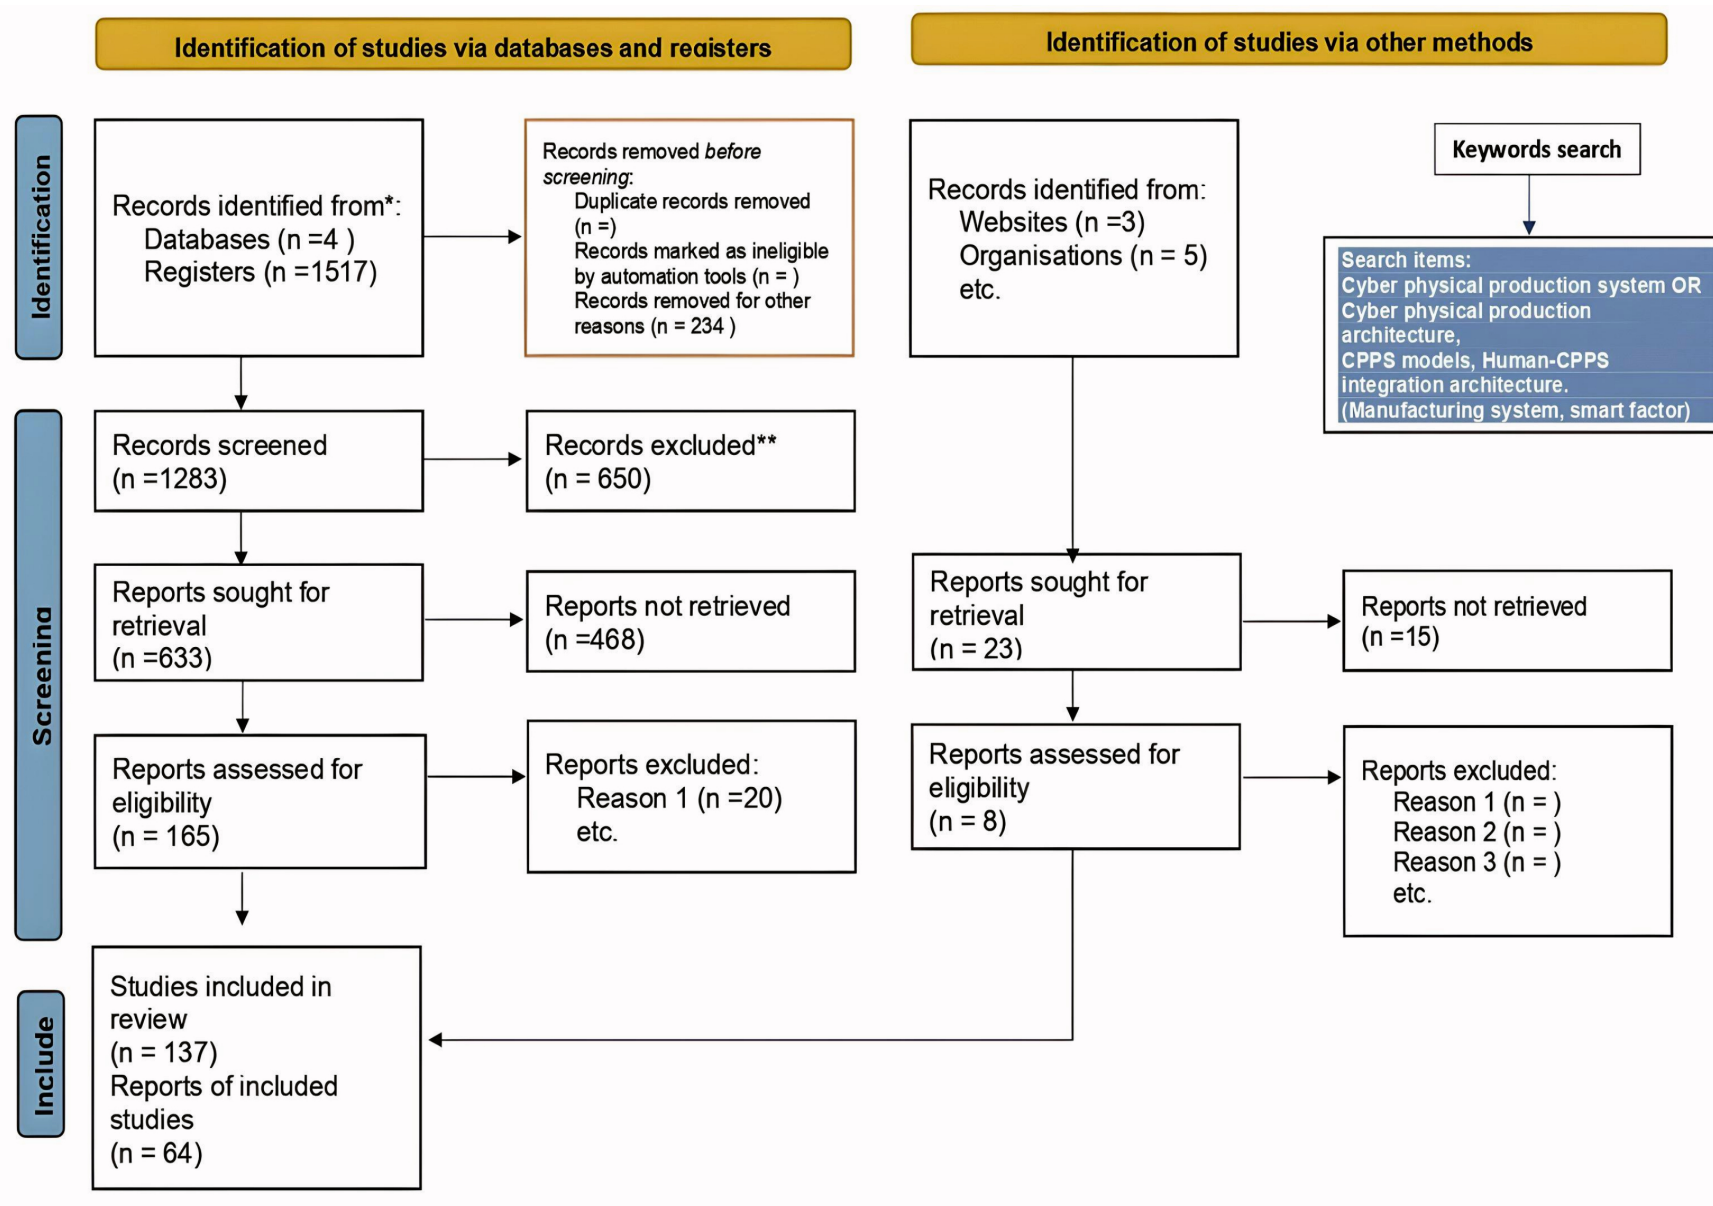 Identification of studies via databases and registers
Identification of studies via other methods
Identification
Records identified from*:
Databases (n =4 )
Registers (n =1517)
Records removed before
screening:
Duplicate records removed
(n =)
Records marked as ineligible
by automation tools (n = )
Records removed for other
reasons (n = 234 )
Records identified from:
Websites (n =3)
Organisations (n = 5)
etc.
Keywords search
Search items:
Cyber physical production system OR
Cyber physical production
architecture,
CPPS models, Human-CPPS
integration architecture.
(Manufacturing system, smart factor)
Screening
Records screened
(n =1283)
Records excluded**
(n = 650)
Reports sought for
retrieval
(n =633)
Reports not retrieved
(n =468)
Reports sought for
retrieval
(n = 23)
Reports not retrieved
(n =15)
Reports assessed for
eligibility
(n = 165)
Reports excluded:
Reason 1 (n =20)
etc.
Reports assessed for
eligibility
(n = 8)
Reports excluded:
Reason 1 (n = )
Reason 2 (n = )
Reason 3 (n = )
etc.
Include
Studies included in
review
(n = 137)
Reports of included
studies
(n = 64)